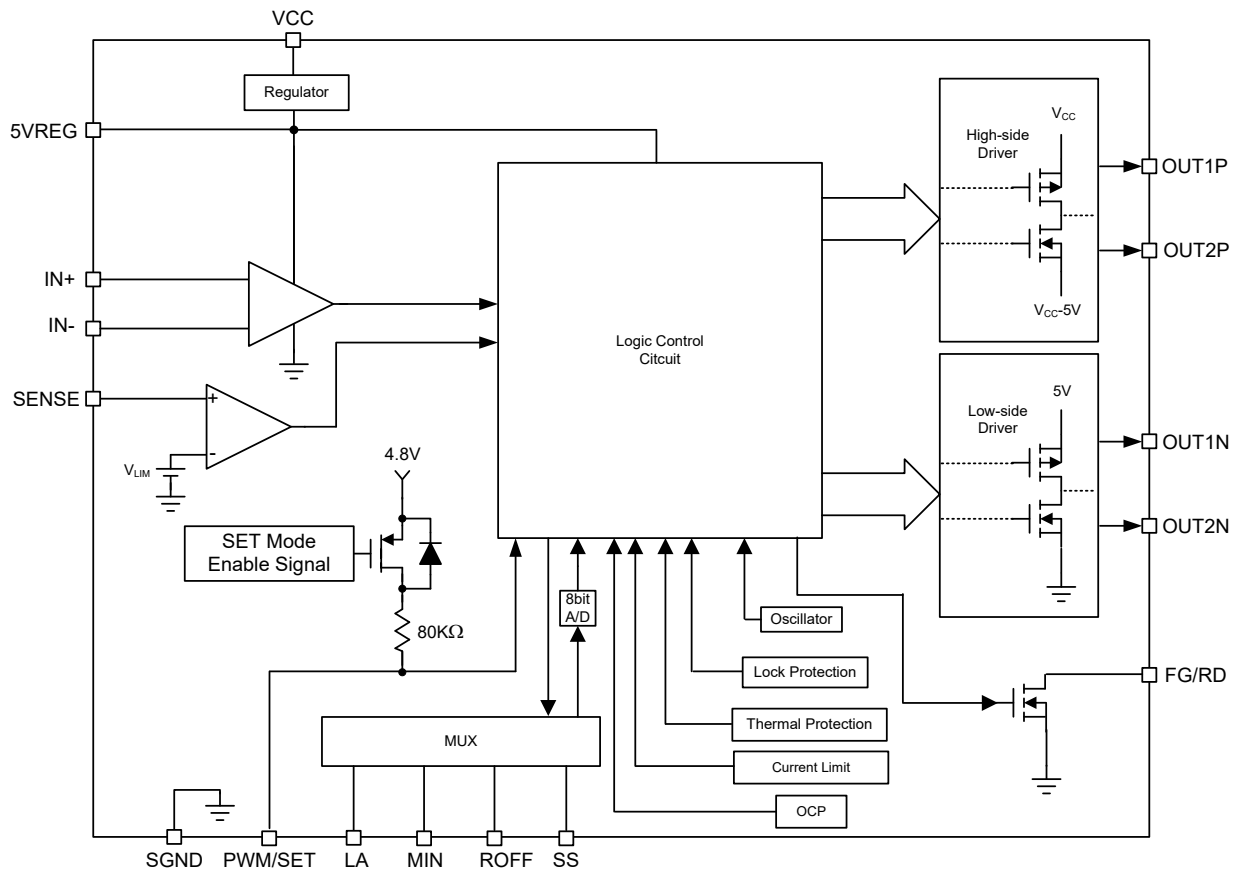 VCC
Regulator
5VREG
IN+
IN-
SENSE
+
-
VLIM
4.8V
SET Mode
Enable Signal
80KΩ
Logic Control
Citcuit
8bit
A/D
MUX
Oscillator
Lock Protection
Thermal Protection
Current Limit
OCP
High-side
Driver
VCC
VCC-5V
Low-side
Driver
5V
OUT1P
OUT2P
OUT1N
OUT2N
FG/RD
SGND
PWM/SET
LA
MIN
ROFF
SS